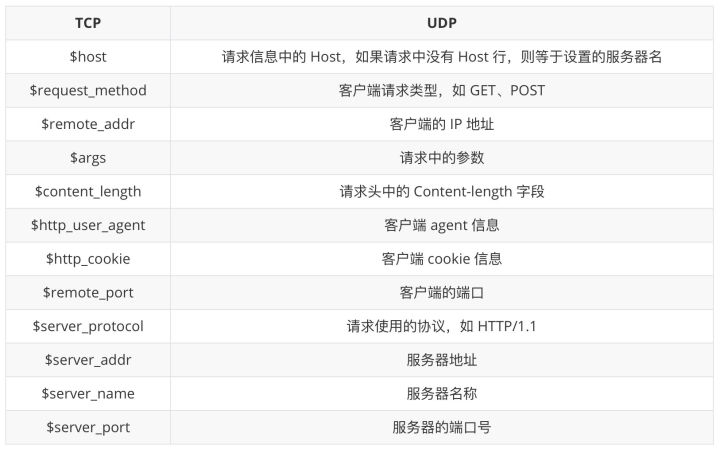 TCP UDP
$host 请求信息中的 Host，如果请求中没有 Host 行，则等于设置的服务器名
$request_method 客户端请求类型，如 GET、POST
$remote_addr 客户端的 IP 地址
$args 请求中的参数
$content_length 请求头中的 Content-length 字段
$http_user_agent 客户端 agent 信息
$http_cookie 客户端 cookie 信息
$remote_port 客户端的端口
$server_protocol 请求使用的协议，如 HTTP/1.1
$server_addr 服务器地址
$server_name 服务器名称
$server_port 服务器的端口号